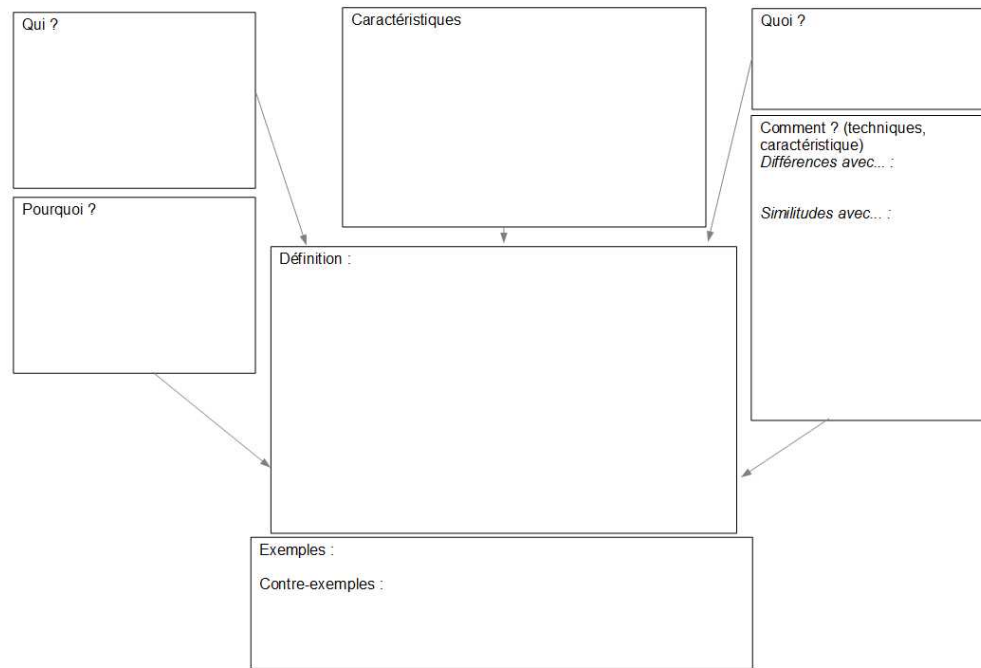 Qui ?
Caractéristiques
Quoi ?
Comment ? (techniques,
caractéristique)
Différences avec... :
Similitudes avec... :
Pourquoi ?
Définition :
Exemples :
Contre-exemples :